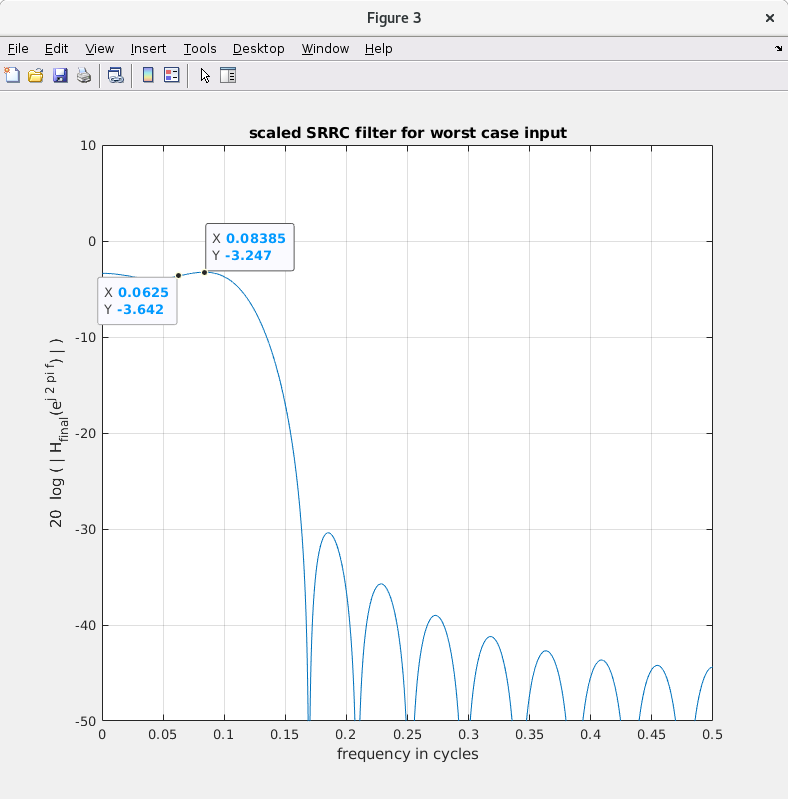 Figure 3
File Edit View Insert Tools Desktop Window Help
scaled SRRC filter for worst case input
10
0
-10
-20
-30
-40
-50
20 log ( | H_final(e^j 2 pi f) | )
X 0.08385
Y -3.247
X 0.0625
Y -3.642
0 0.05 0.1 0.15 0.2 0.25 0.3 0.35 0.4 0.45 0.5
frequency in cycles